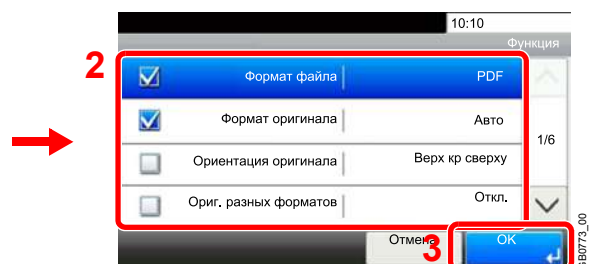 10:10
Функция
2
Формат файла PDF
Формат оригинала Авто
1/6
Ориентация оригинала Верх кр сверху
Ориг. разных форматов Откл.
Отмена 3 OK
GB0773_00